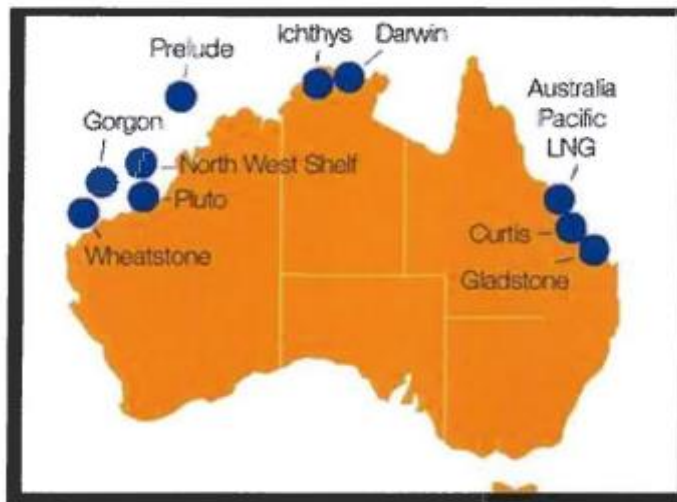 Prelude
Ichthys
Darwin
Gorgon
Australia
Pacific
LNG
North West Shelf
Pluto
Wheatstone
Curtis
Gladstone